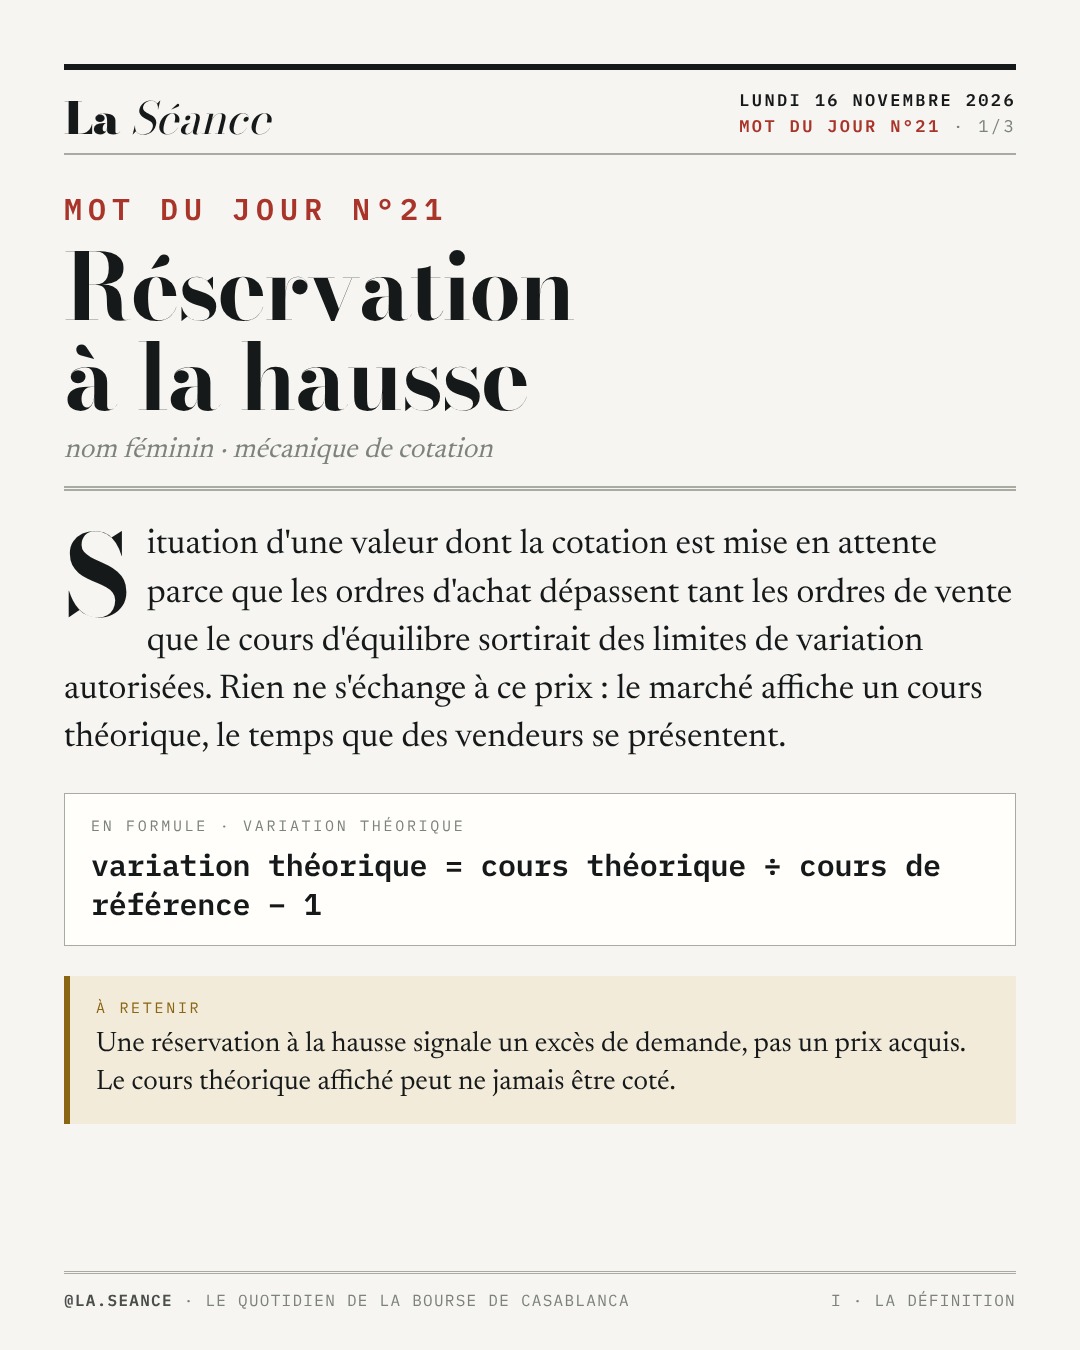 La Séance
LUNDI 16 NOVEMBRE 2026
MOT DU JOUR N°21 · 1/3
MOT DU JOUR N°21
Réservation
à la hausse
nom féminin · mécanique de cotation
Situation d'une valeur dont la cotation est mise en attente
parce que les ordres d'achat dépassent tant les ordres de vente
que le cours d'équilibre sortirait des limites de variation
autorisées. Rien ne s'échange à ce prix : le marché affiche un cours
théorique, le temps que des vendeurs se présentent.
EN FORMULE · VARIATION THÉORIQUE
variation théorique = cours théorique ÷ cours de
référence − 1
À RETENIR
Une réservation à la hausse signale un excès de demande, pas un prix acquis.
Le cours théorique affiché peut ne jamais être coté.
@LA.SEANCE · LE QUOTIDIEN DE LA BOURSE DE CASABLANCA
I · LA DÉFINITION